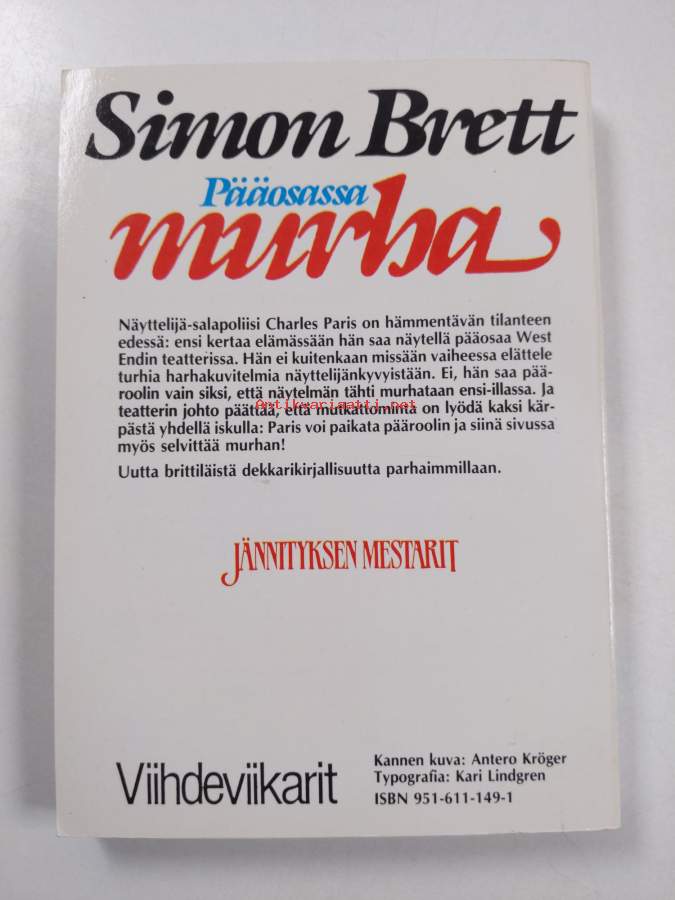 Simon Brett
Pääosassa
murha
Näyttelijä-salapoliisi Charles Paris on hämmentävän tilanteen
edessä: ensi kertaa elämässään hän saa näytellä pääosaa West
Endin teatterissa. Hän ei kuitenkaan missään vaiheessa elättele
turhia harhakuvitelmia näyttelijänkyvyistään. Ei, hän saa pää-
roolin vain siksi, että näytelmän tähti murhataan ensi-illassa. Ja
teatterin johto päättää, että mutkattominta on lyödä kaksi kär-
pästä yhdellä iskulla: Paris voi paikata pääroolin ja siinä sivussa
myös selvittää murhan!
Antikvariaatti.net
Uutta brittiläistä dekkarikirjallisuutta parhaimmillaan.
JÄNNITYKSEN MESTARIT
Viihdeviikarit
Kannen kuva: Antero Kröger
Typografia: Kari Lindgren
ISBN 951-611-149-1